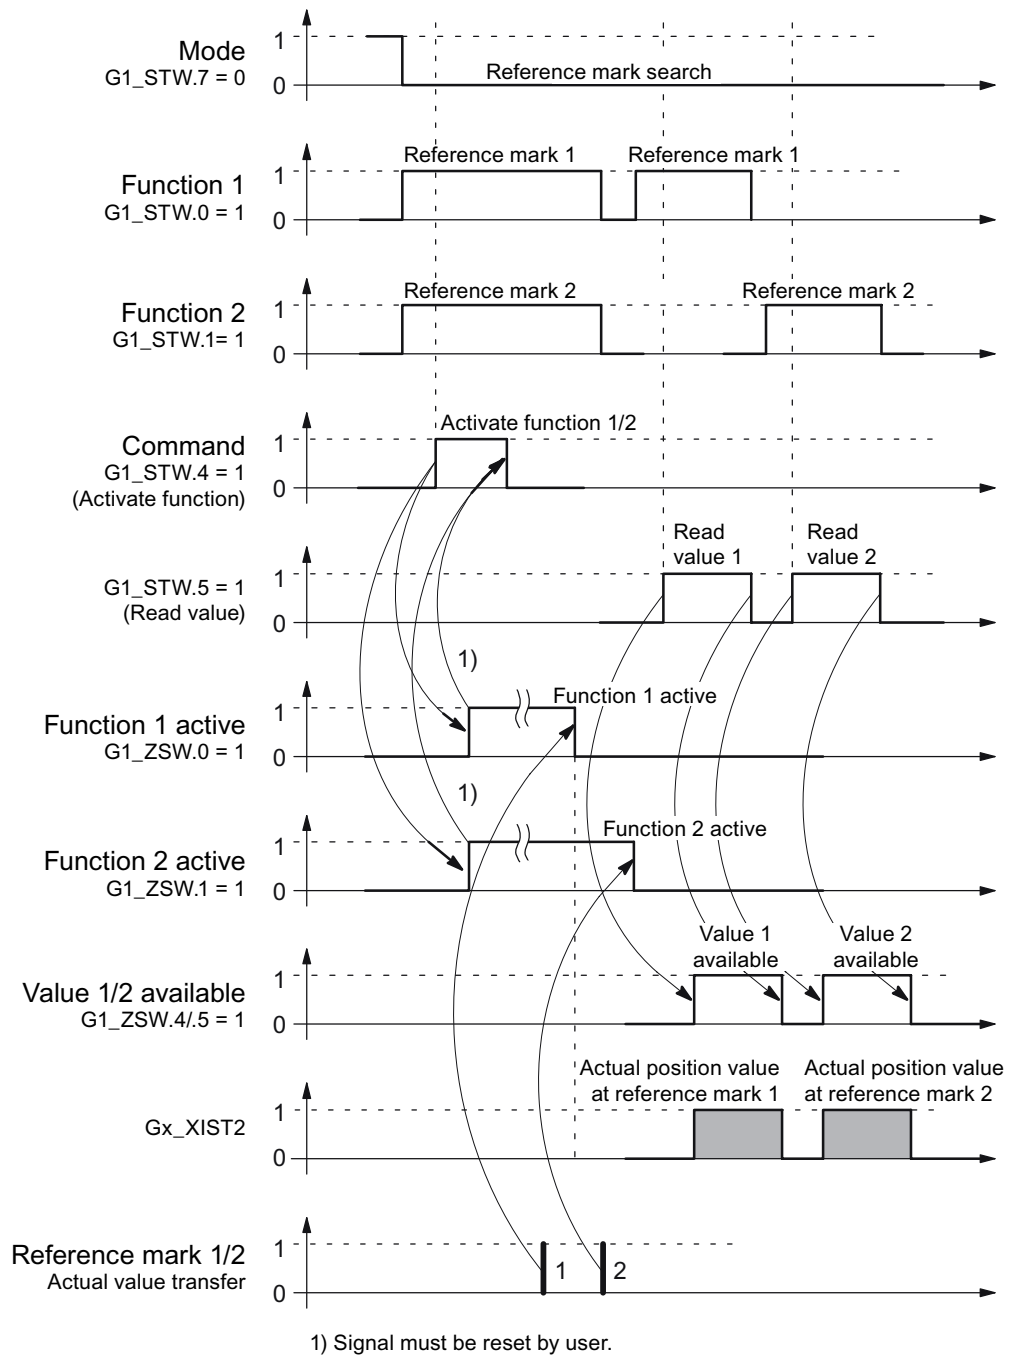 Mode
G1_STW.7 = 0
1
0
Reference mark search
Function 1
G1_STW.0 = 1
1
0
Reference mark 1
Reference mark 1
Function 2
G1_STW.1= 1
1
0
Reference mark 2
Reference mark 2
Command
G1_STW.4 = 1
(Activate function)
1
0
Activate function 1/2
G1_STW.5 = 1
(Read value)
1
0
Read
value 1
Read
value 2
1)
Function 1 active
G1_ZSW.0 = 1
1
0
Function 1 active
1)
Function 2 active
G1_ZSW.1 = 1
1
0
Function 2 active
Value 1/2 available
G1_ZSW.4/.5 = 1
1
0
Value 1
available
Value 2
available
Gx_XIST2
1
0
Actual position value
at reference mark 1
Actual position value
at reference mark 2
Reference mark 1/2
Actual value transfer
1
0
1
2
1) Signal must be reset by user.